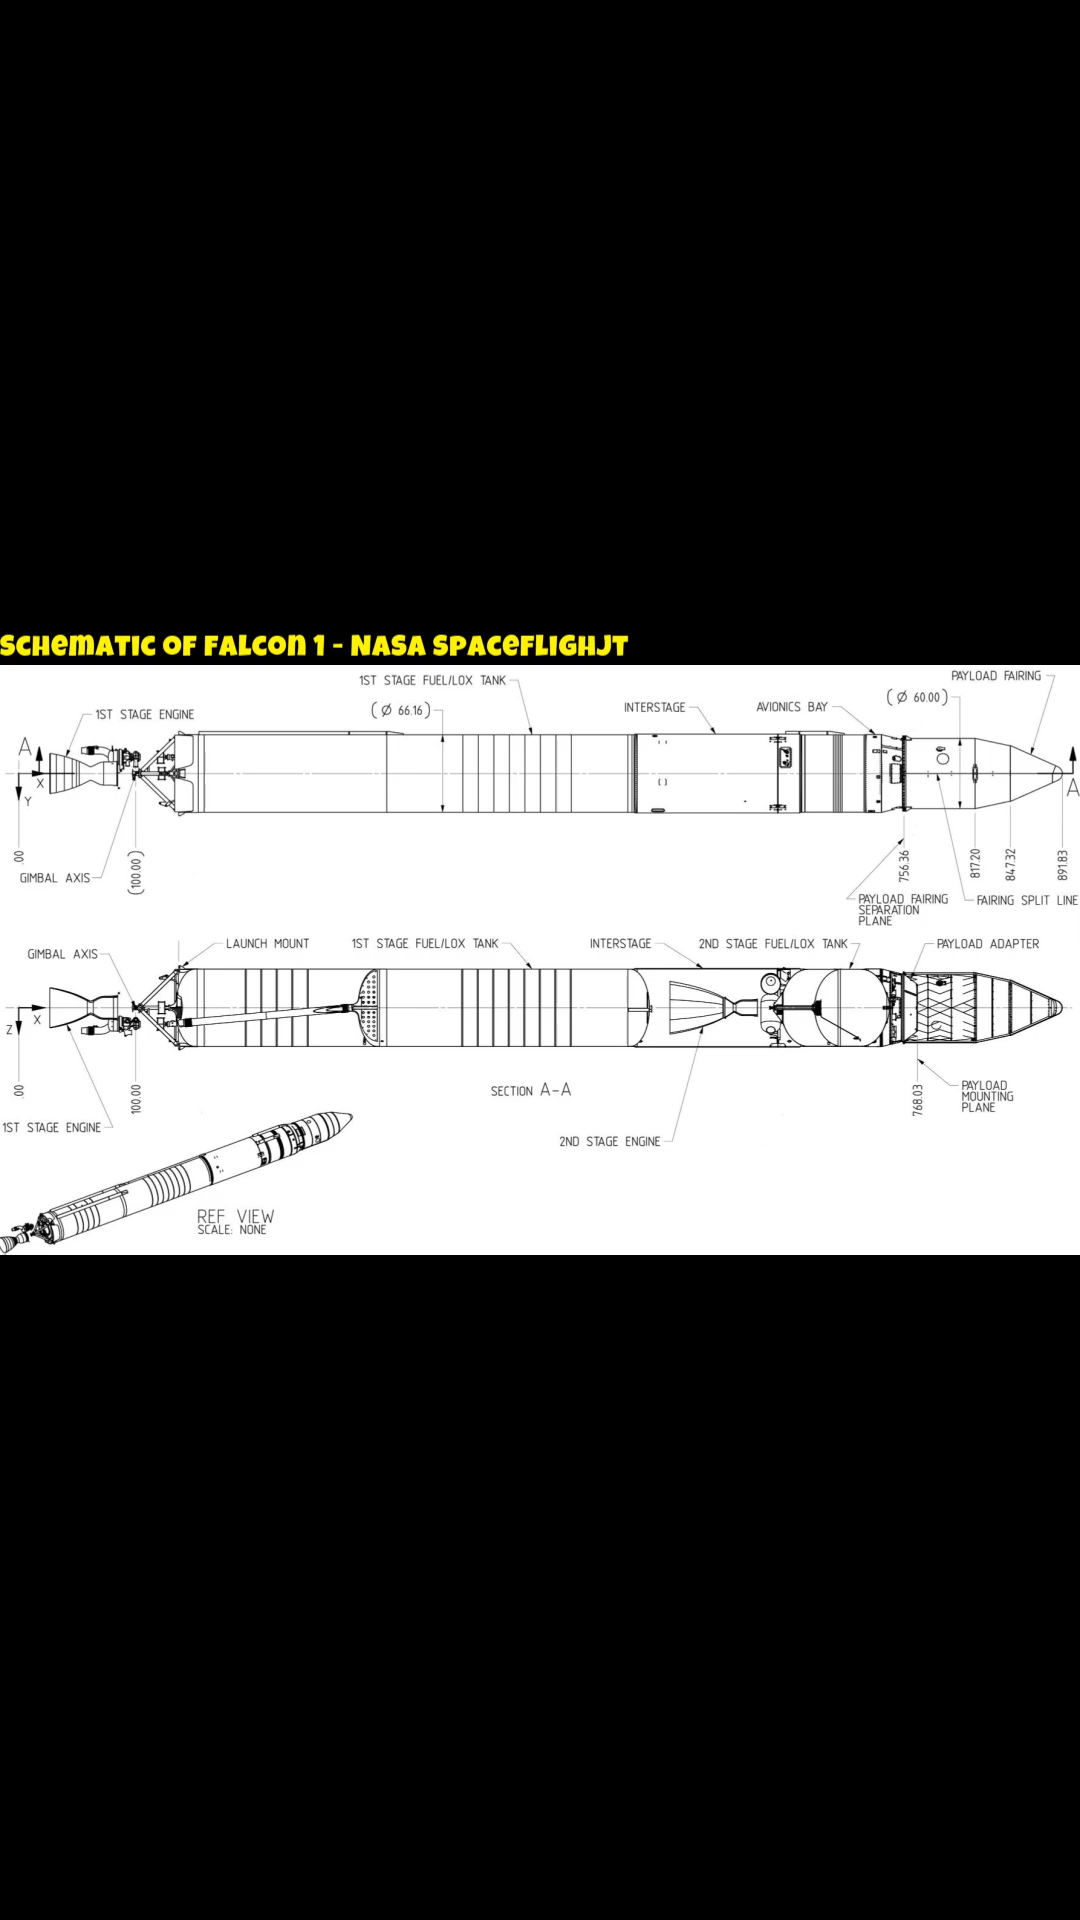 SCHEMATIC OF FALCON 1 - NASA SPACEFLIGHJT
1ST STAGE FUEL/LOX TANK
PAYLOAD FAIRING
(Ø 66.16)
(Ø 60.00)
1ST STAGE ENGINE
INTERSTAGE
AVIONICS BAY
A
A
X
Y
.00
GIMBAL AXIS
(100.00)
756.36
817.20
847.32
891.83
PAYLOAD FAIRING
SEPARATION
PLANE
FAIRING SPLIT LINE
GIMBAL AXIS
LAUNCH MOUNT
1ST STAGE FUEL/LOX TANK
INTERSTAGE
2ND STAGE FUEL/LOX TANK
PAYLOAD ADAPTER
X
Z
.00
100.00
SECTION A-A
768.03
PAYLOAD
MOUNTING
PLANE
1ST STAGE ENGINE
2ND STAGE ENGINE
REF VIEW
SCALE: NONE